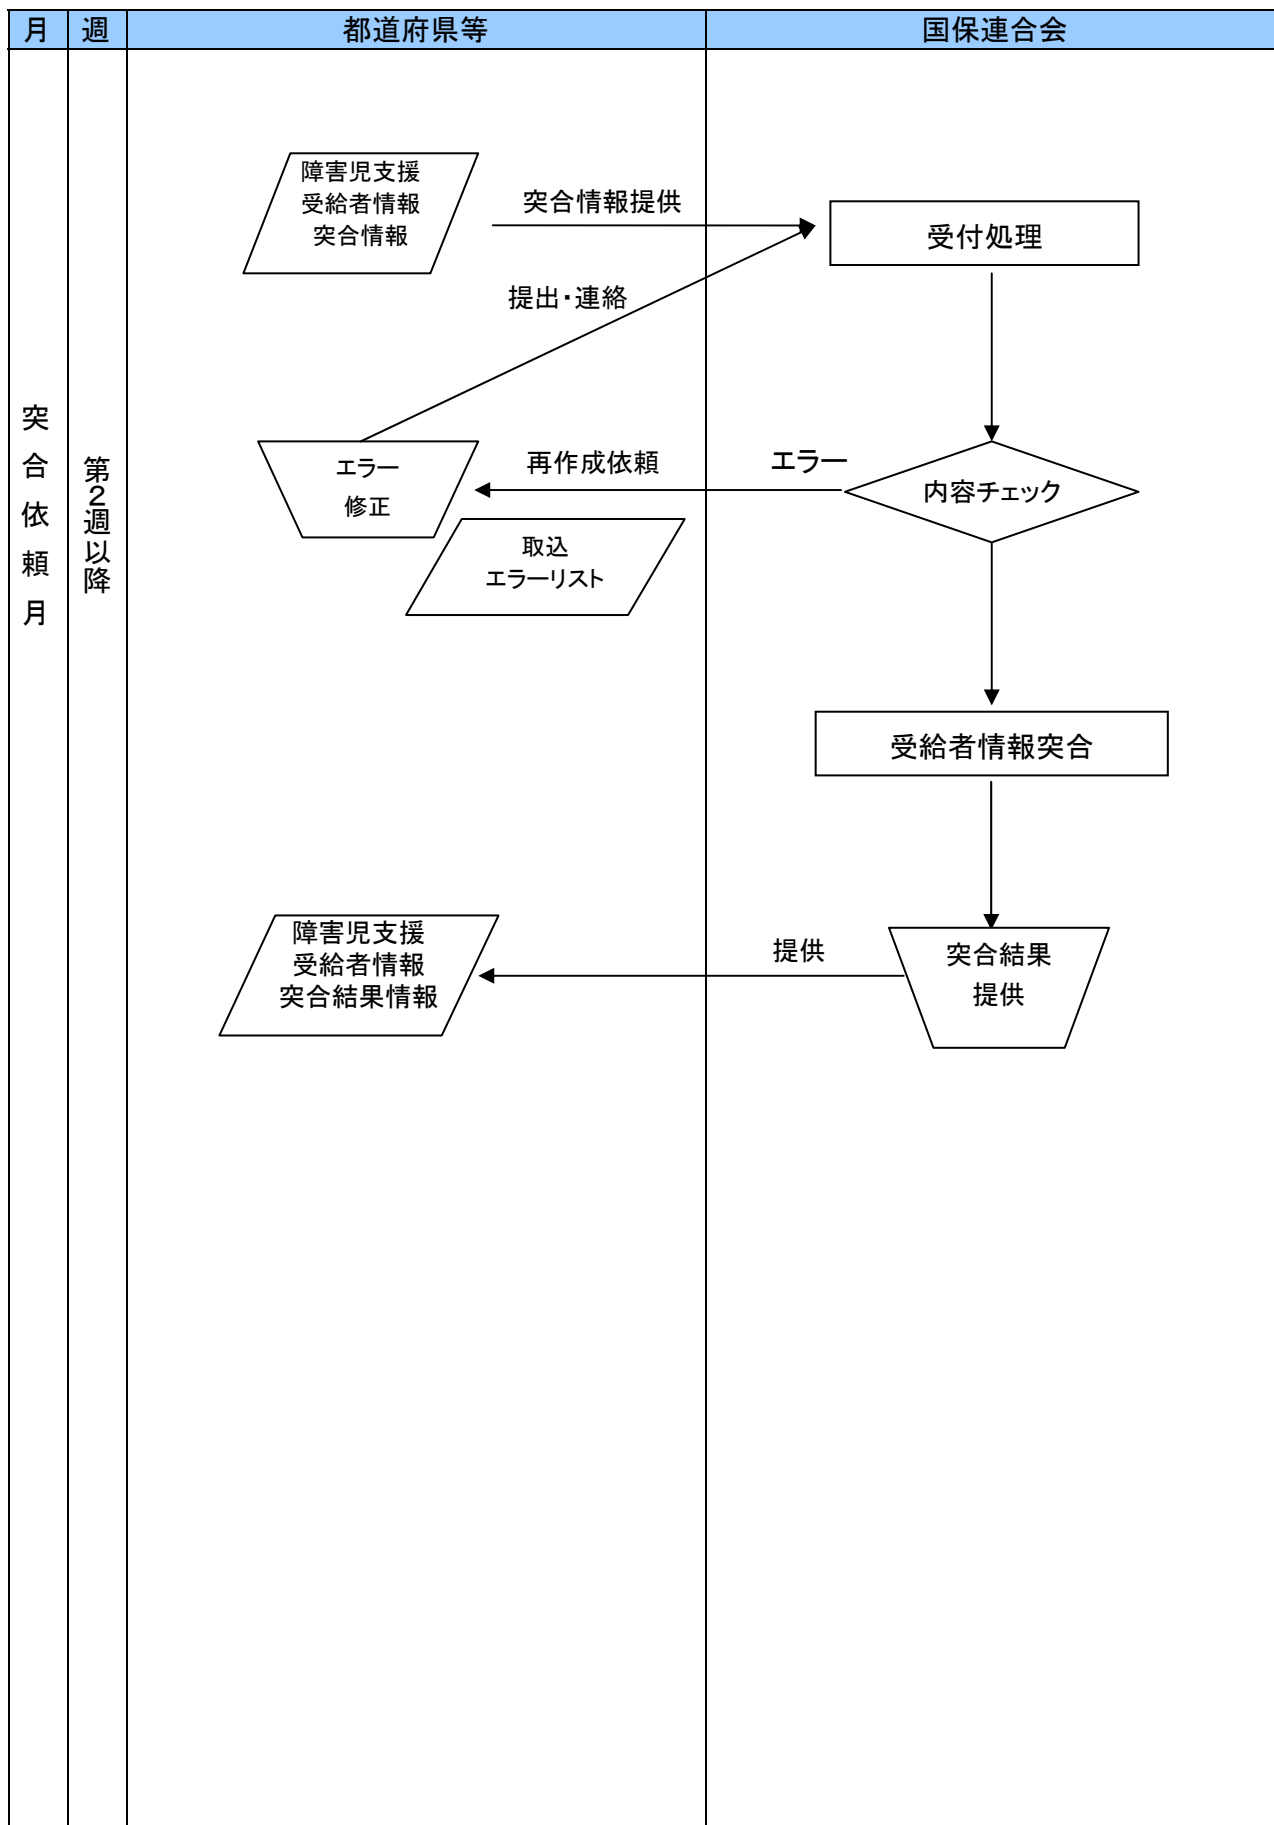 月
週
都道府県等
国保連合会
障害児支援
受給者情報
突合情報
突合情報提供
受付処理
提出・連絡
突合依頼月
第2週以降
エラー
修正
再作成依頼
エラー
内容チェック
取込
エラーリスト
受給者情報突合
障害児支援
受給者情報
突合結果情報
提供
突合結果
提供